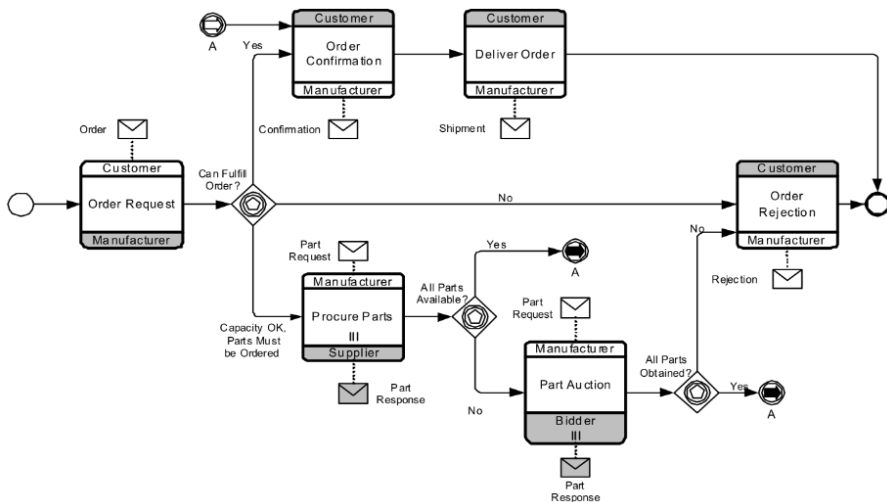 Customer
A
Yes
Order
Confirmation
Manufacturer
Confirmation
Customer
Deliver Order
Manufacturer
Shipment
Order
Customer
Order Request
Manufacturer
Can Fulfill
Order?
No
Customer
Order
Rejection
Manufacturer
Rejection
Capacity OK,
Parts Must
be Ordered
Part
Request
Manufacturer
Procure Parts
Supplier
Part
Response
All Parts
Available?
Yes
A
No
Part
Request
Manufacturer
Part Auction
Bidder
Part
Response
All Parts
Obtained?
No
Yes
A